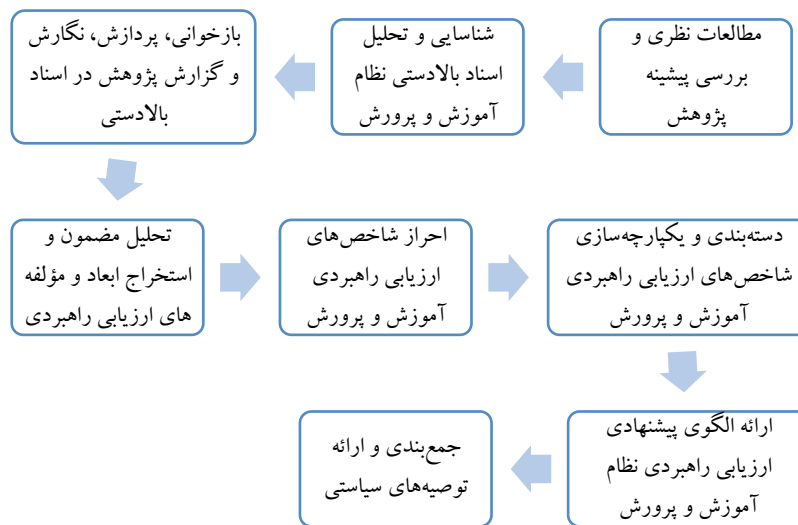 مطالعات نظری و
بررسی پیشینه
پژوهش
شناسایی و تحلیل
اسناد بالادستی نظام
آموزش و پرورش
بازخوانی، پردازش، نگارش
و گزارش پژوهش در اسناد
بالادستی
تحلیل مضمون و
استخراج ابعاد و مؤلفه
های ارزیابی راهبردی
احراز شاخص‌های
ارزیابی راهبردی
آموزش و پرورش
دسته‌بندی و یکپارچه‌سازی
شاخص‌های ارزیابی راهبردی
آموزش و پرورش
ارائه الگوی پیشنهادی
ارزیابی راهبردی نظام
آموزش و پرورش
جمع‌بندی و ارائه
توصیه‌های سیاستی